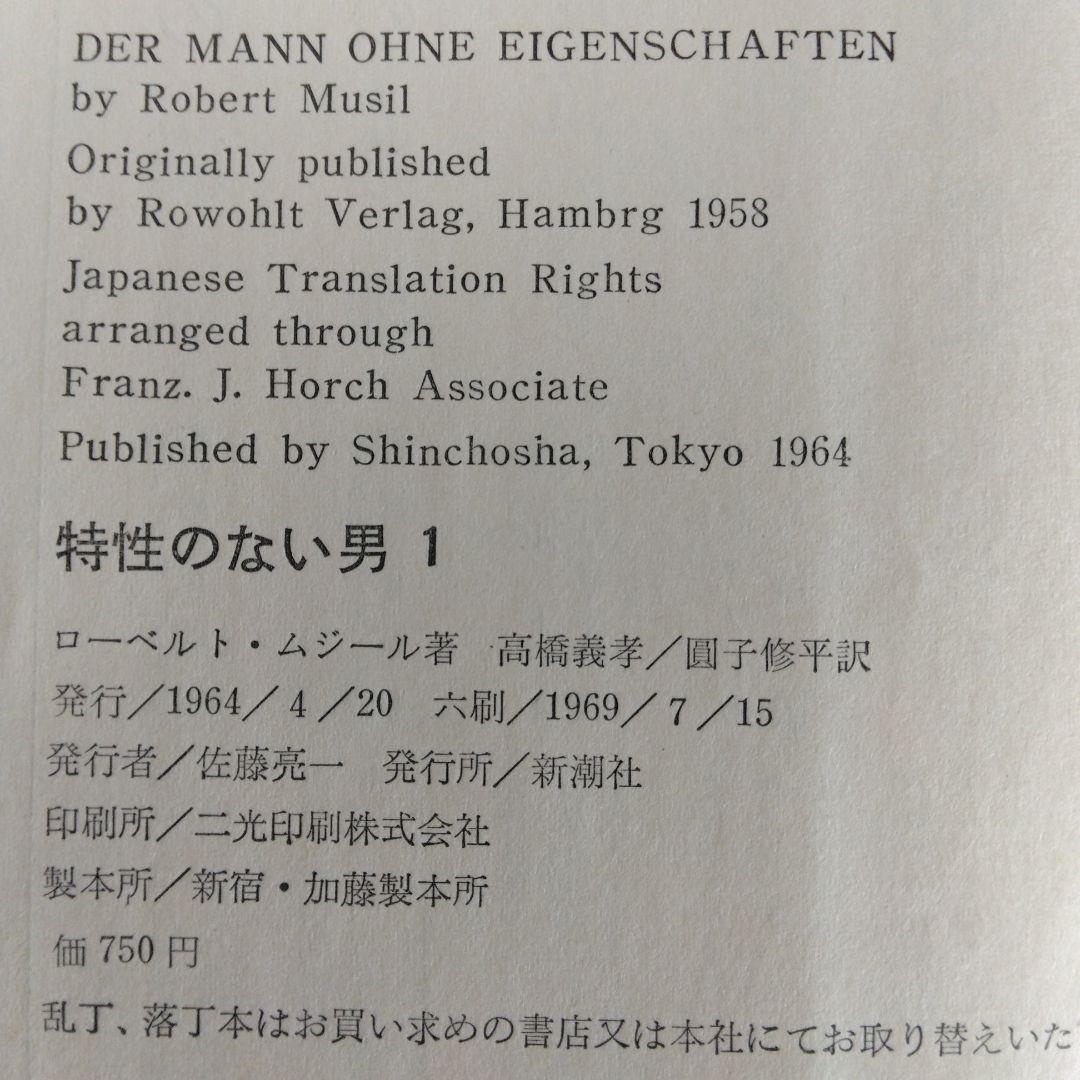 DER MANN OHNE EIGENSCHAFTEN
by Robert Musil
Originally published
by Rowohlt Verlag, Hambrg 1958
Japanese Translation Rights
arranged through
Franz. J. Horch Associate
Published by Shinchosha, Tokyo 1964
特性のない男 1
ローベルト・ムジール著　高橋義孝／圓子修平訳
発行／1964／4／20　六刷／1969／7／15
発行者／佐藤亮一　発行所／新潮社
印刷所／二光印刷株式会社
製本所／新宿・加藤製本所
価 750 円
乱丁、落丁本はお買い求めの書店又は本社にてお取り替えいた